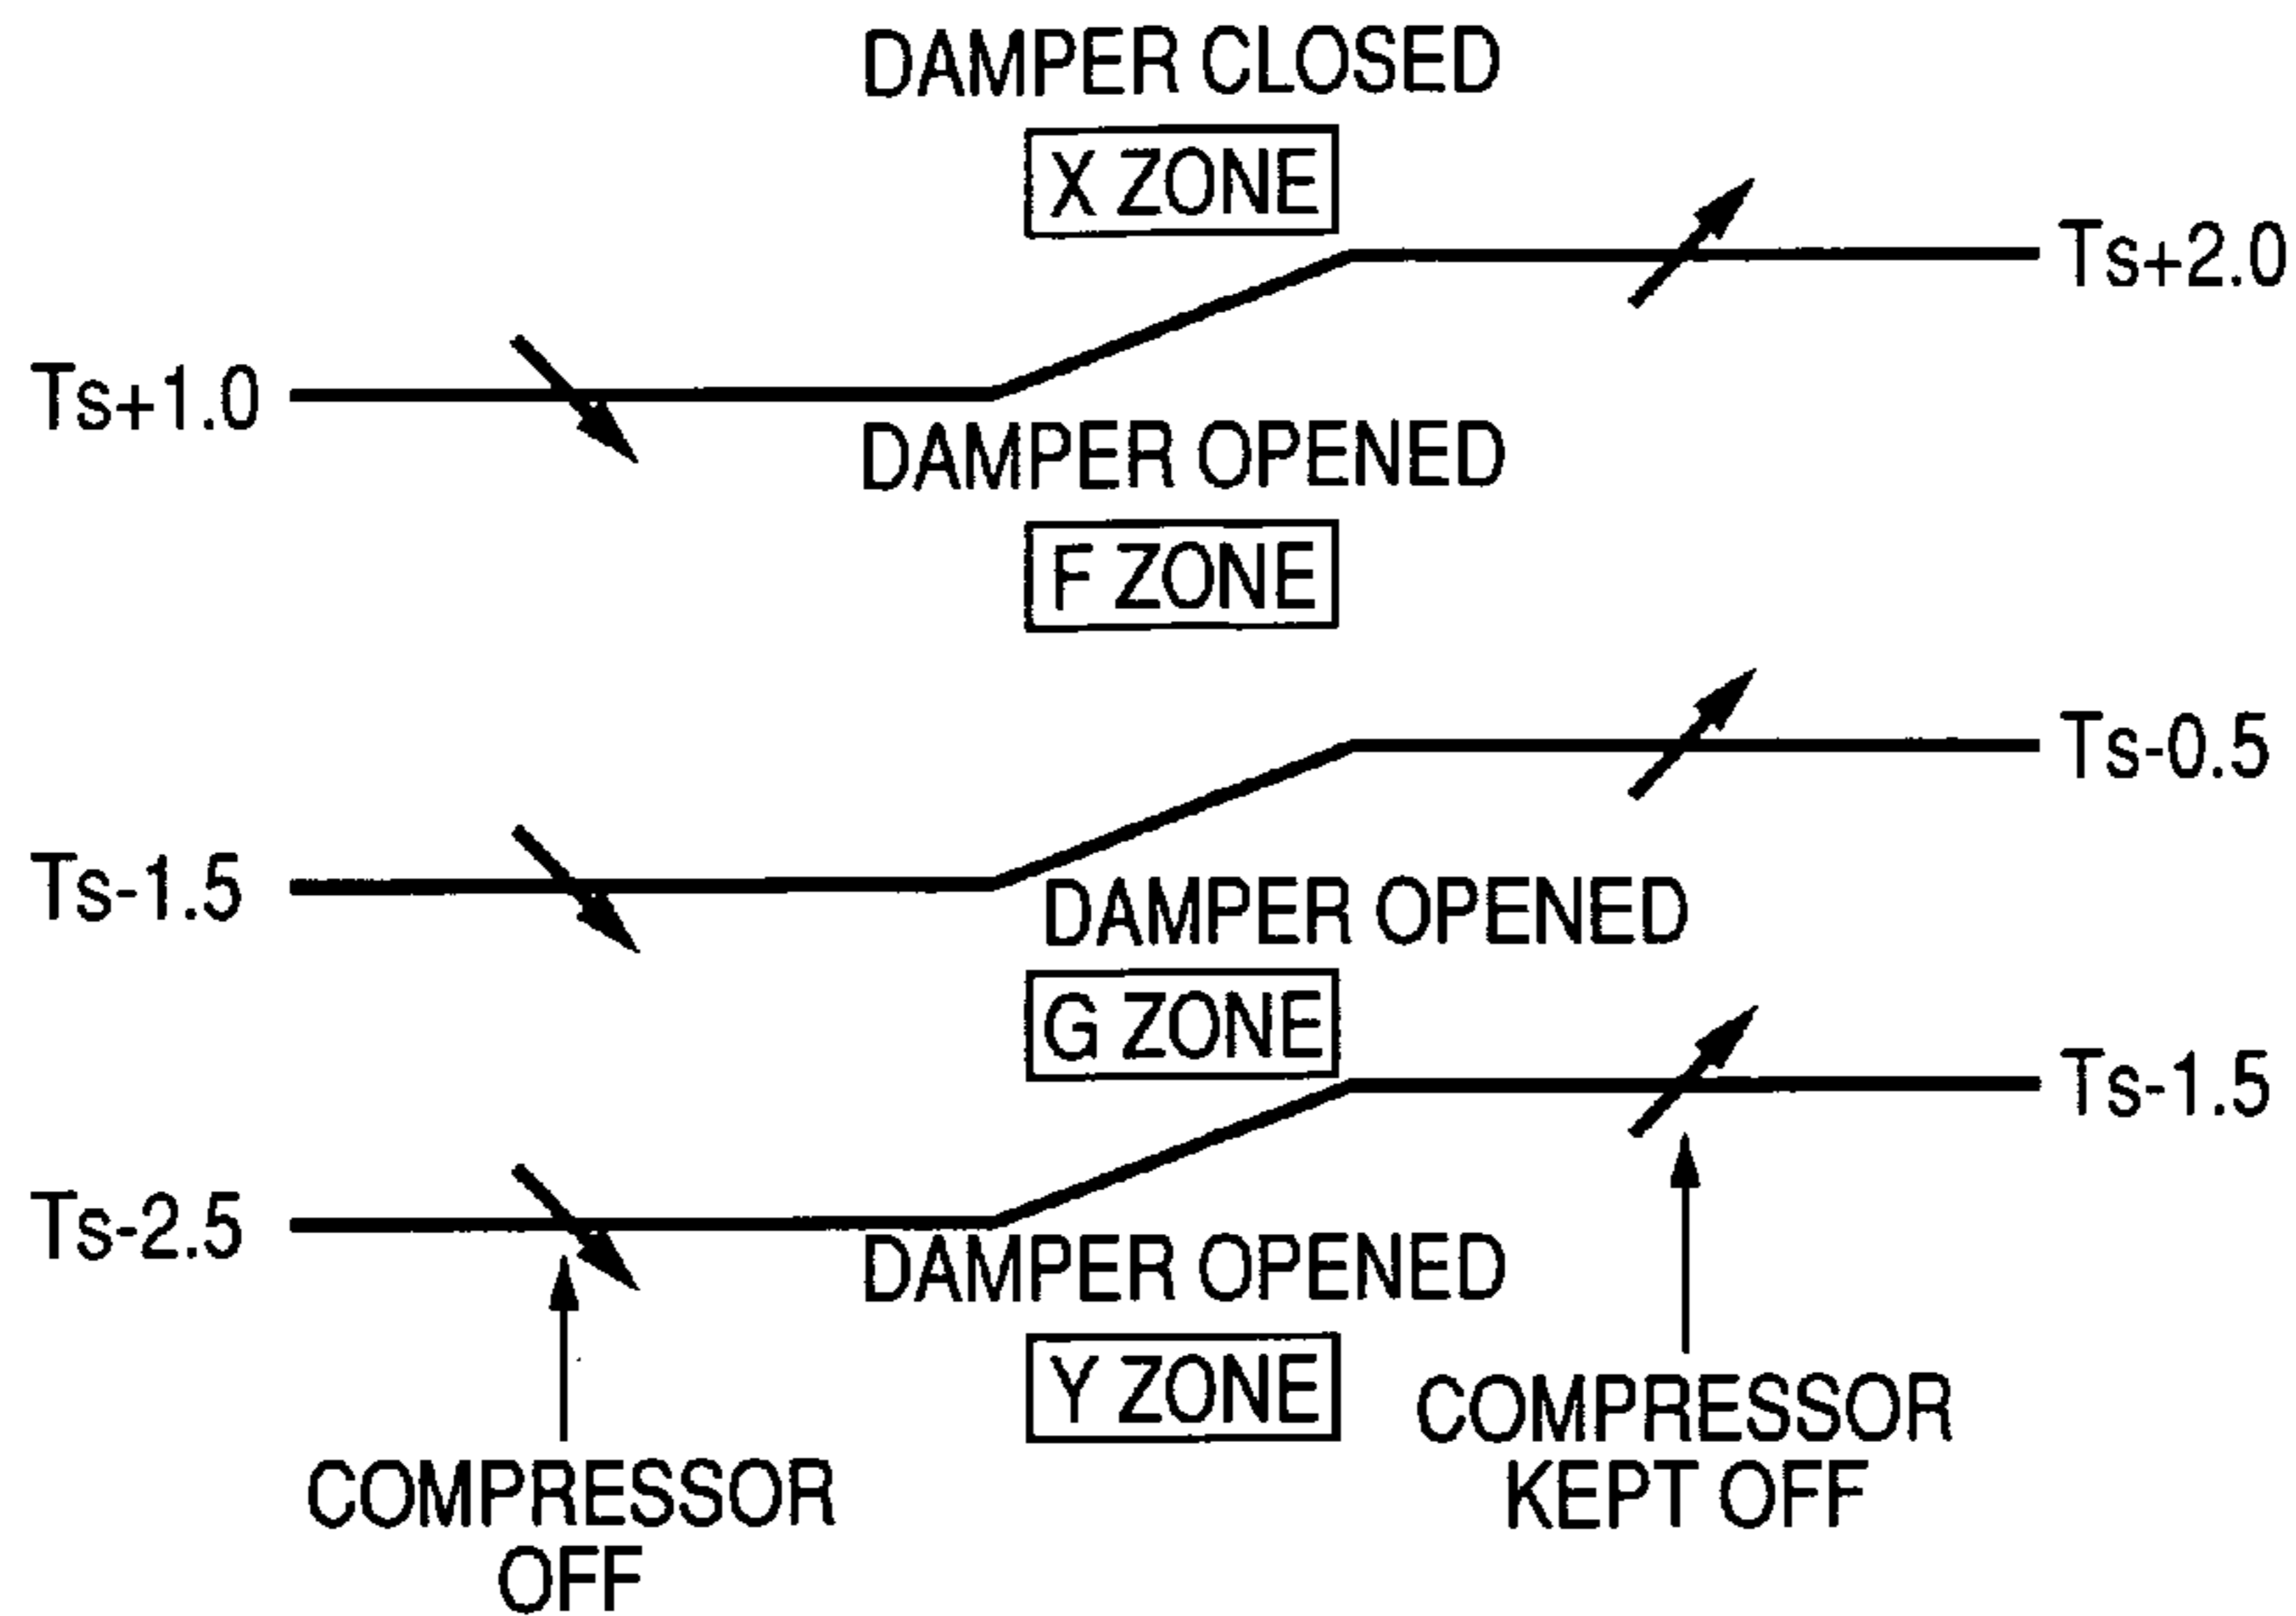 DAMPER CLOSED
X ZONE
Ts+2.0
Ts+1.0
DAMPER OPENED
F ZONE
Ts-0.5
Ts-1.5
DAMPER OPENED
G ZONE
Ts-1.5
Ts-2.5
DAMPER OPENED
Y ZONE
COMPRESSOR
KEPT OFF
COMPRESSOR
OFF